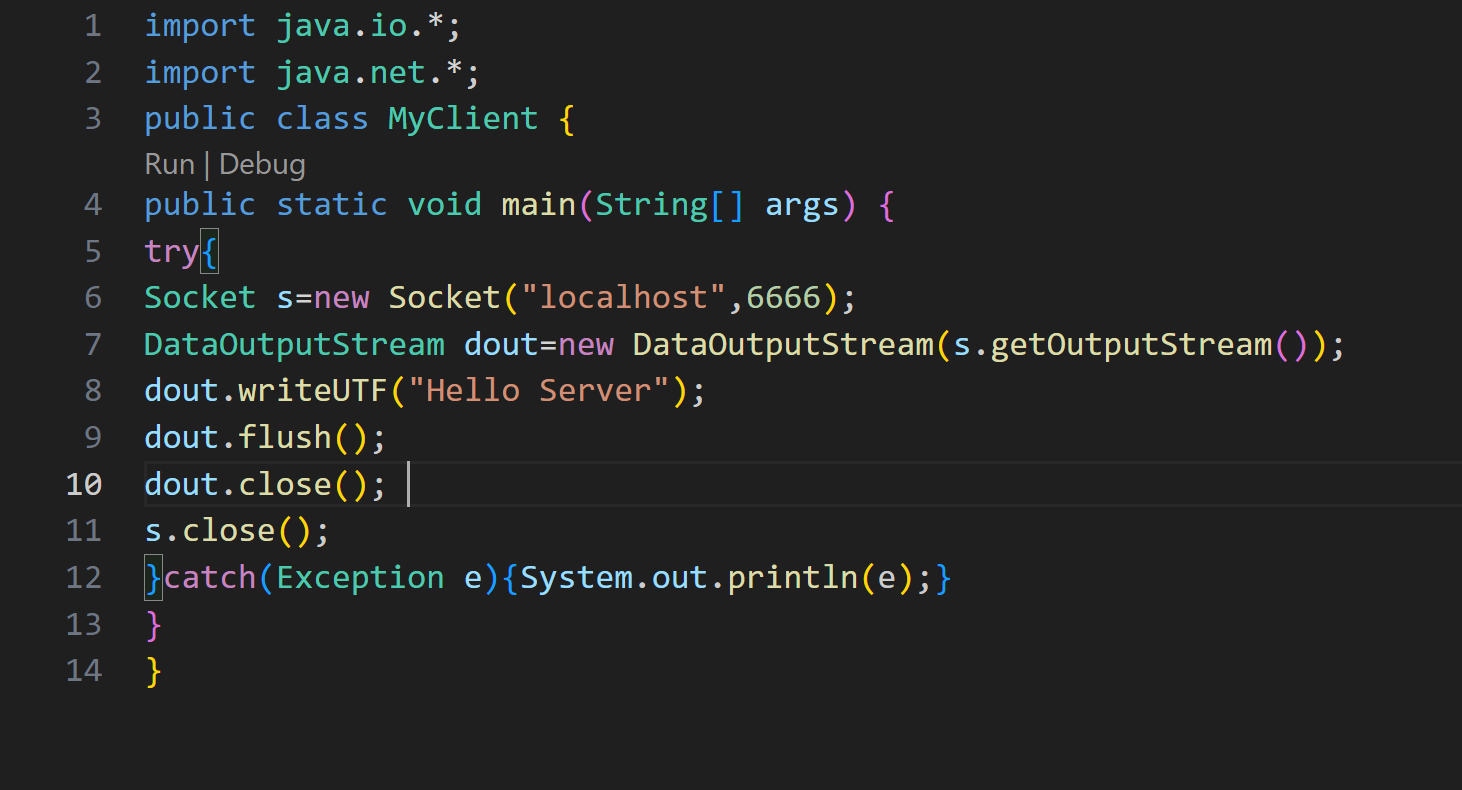 1 import java.io.*;
2 import java.net.*;
3 public class MyClient {
Run | Debug
4 public static void main(String[] args) {
5 try{
6 Socket s=new Socket("localhost",6666);
7 DataOutputStream dout=new DataOutputStream(s.getOutputStream());
8 dout.writeUTF("Hello Server");
9 dout.flush();
10 dout.close();
11 s.close();
12 }catch(Exception e){System.out.println(e);}
13 }
14 }